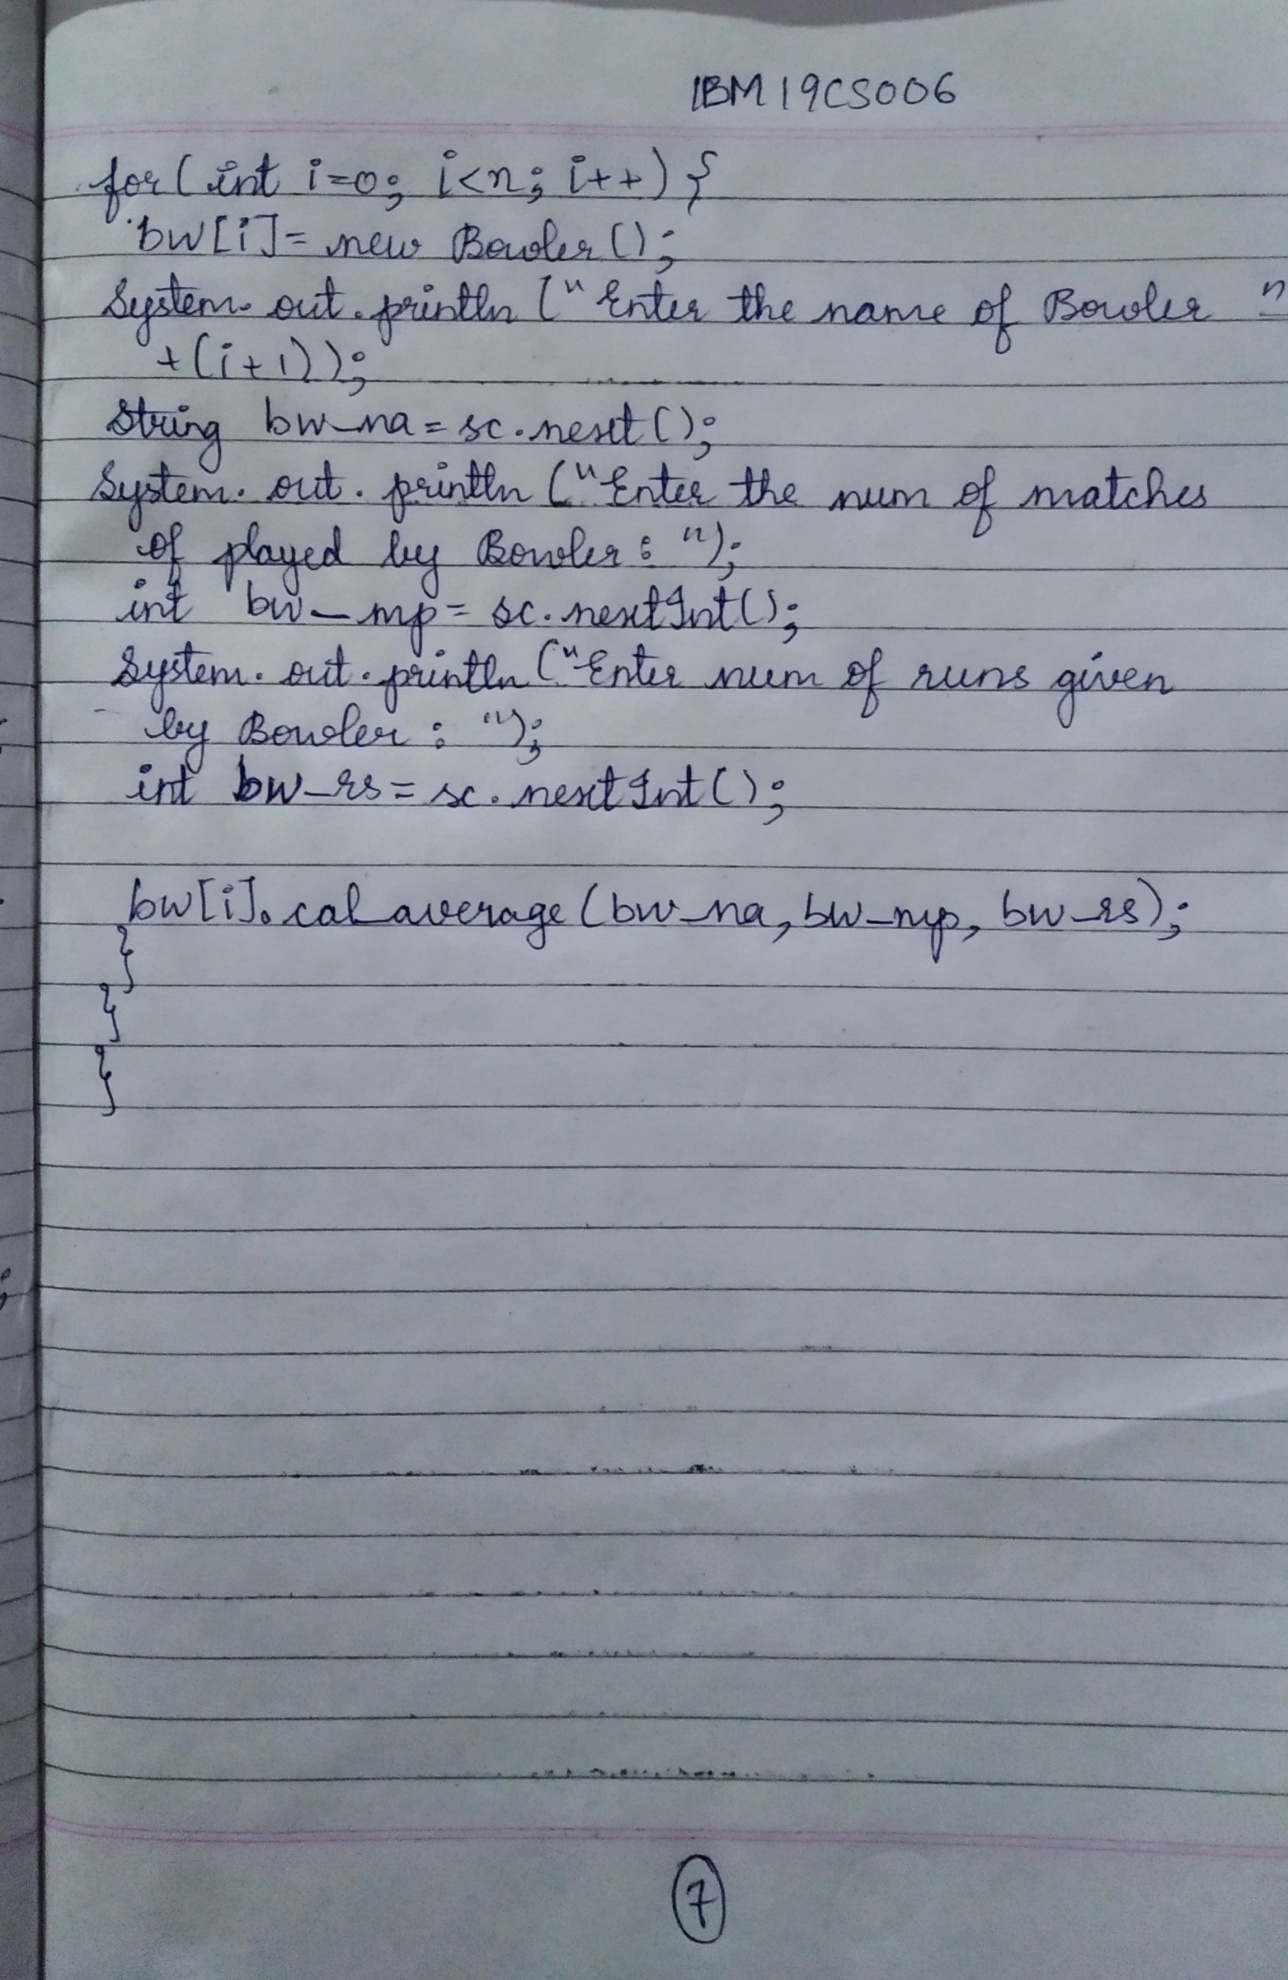 1BM19CS006
for(int i=0; i<n; i++){
bw[i]= new Bowler();
System.out.println("Enter the name of Bowler "
+(i+1));
String bw_na = sc.next();
System.out.println("Enter the num of matches
of played by Bowler : ");
int bw_mp = sc.nextInt();
System.out.println("Enter num of runs given
by Bowler : ");
int bw_rs = sc.nextInt();
bw[i].cal_average(bw_na, bw_mp, bw_rs);
}
}
}
7